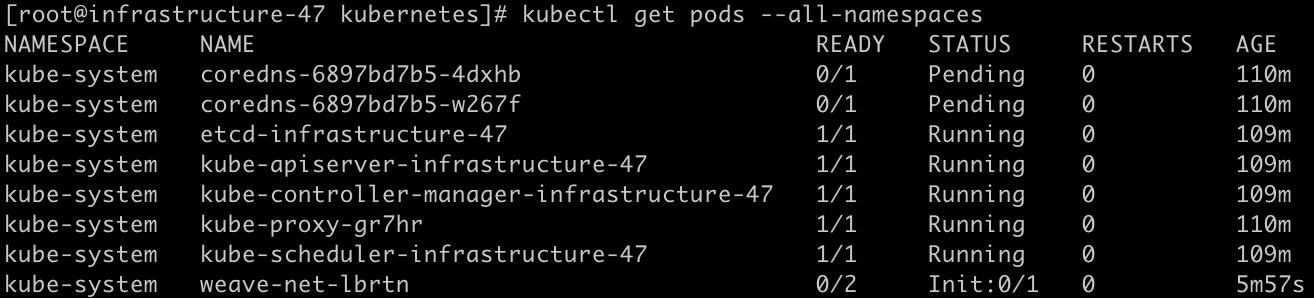 [root@infrastructure-47 kubernetes]# kubectl get pods --all-namespaces
NAMESPACE NAME READY STATUS RESTARTS AGE
kube-system coredns-6897bd7b5-4dxhb 0/1 Pending 0 110m
kube-system coredns-6897bd7b5-w267f 0/1 Pending 0 110m
kube-system etcd-infrastructure-47 1/1 Running 0 109m
kube-system kube-apiserver-infrastructure-47 1/1 Running 0 109m
kube-system kube-controller-manager-infrastructure-47 1/1 Running 0 109m
kube-system kube-proxy-gr7hr 1/1 Running 0 110m
kube-system kube-scheduler-infrastructure-47 1/1 Running 0 109m
kube-system weave-net-lbrtn 0/2 Init:0/1 0 5m57s